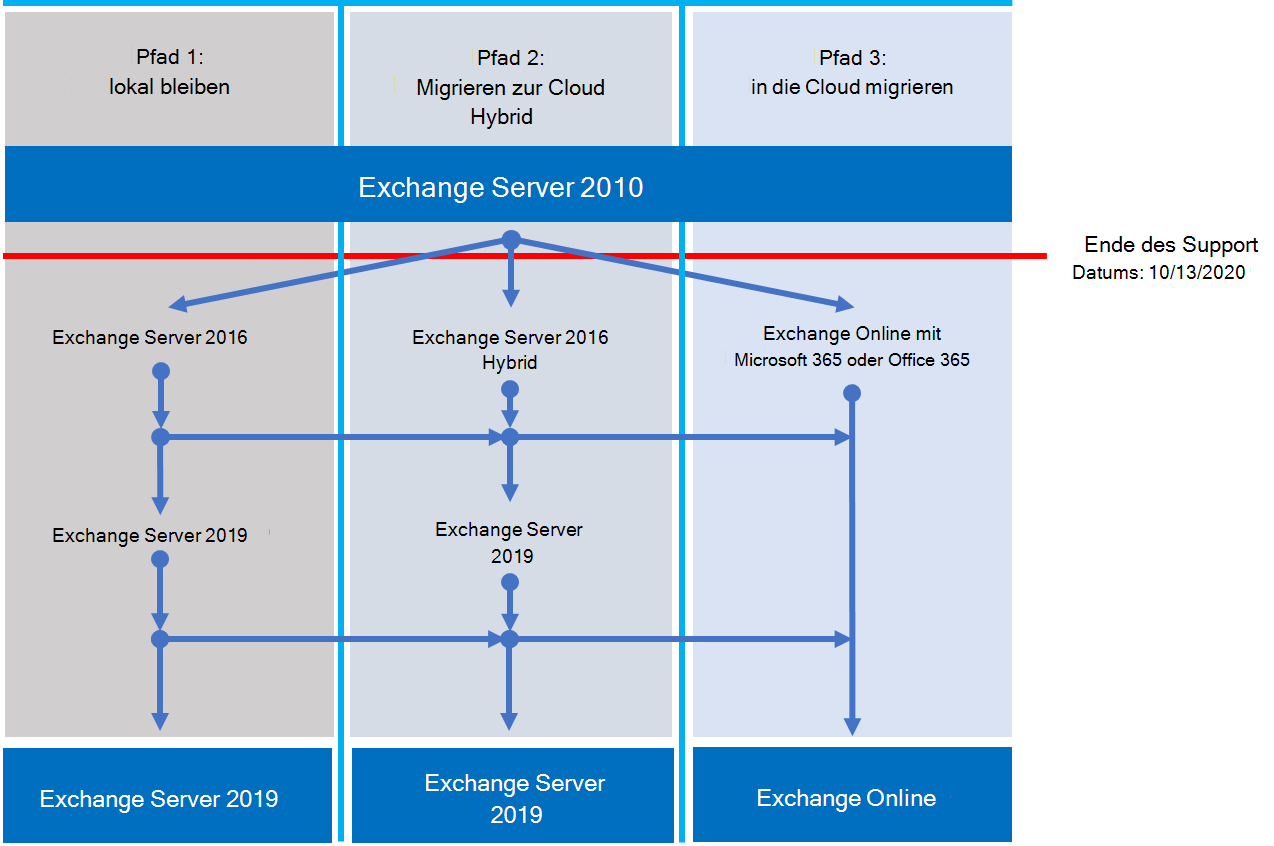 Pfad 1:
lokal bleiben
Pfad 2:
Migrieren zur Cloud
Hybrid
Pfad 3:
in die Cloud migrieren
Exchange Server 2010
Ende des Support
Datums: 10/13/2020
Exchange Server 2016
Exchange Server 2016
Hybrid
Exchange Online mit
Microsoft 365 oder Office 365
Exchange Server 2019
Exchange Server
2019
Exchange Server 2019
Exchange Server
2019
Exchange Online